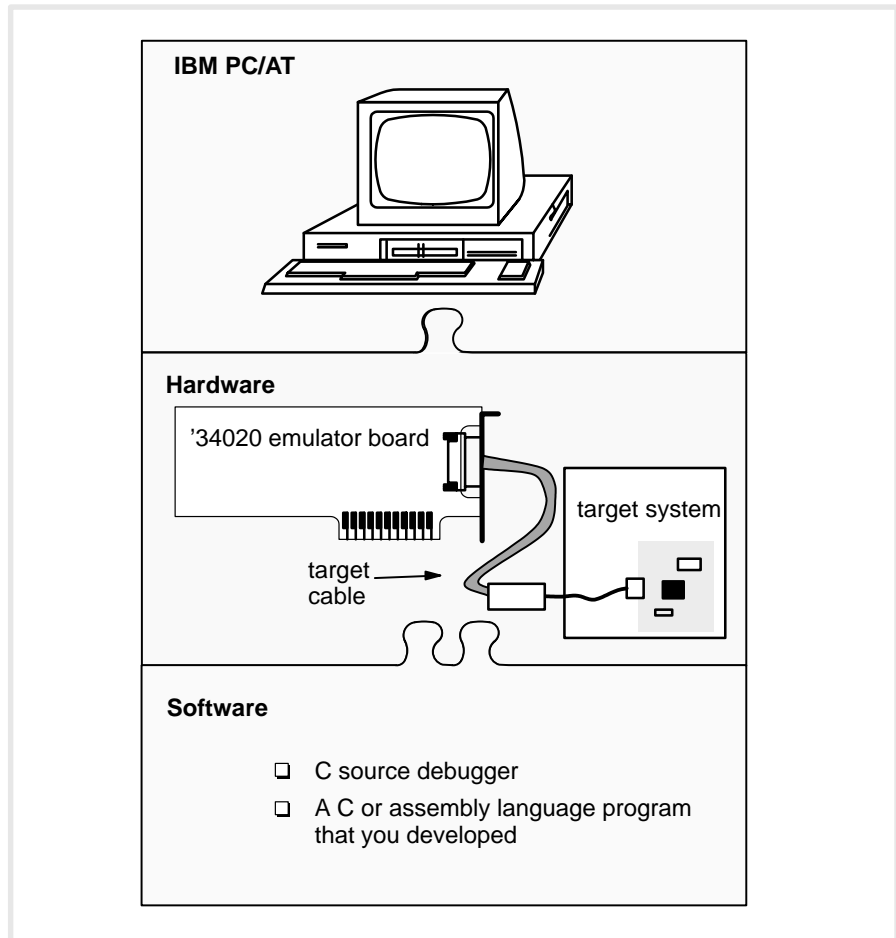 IBM PC/AT
Hardware
’34020 emulator board
target system
target
cable
Software
❏ C source debugger
❏ A C or assembly language program
that you developed